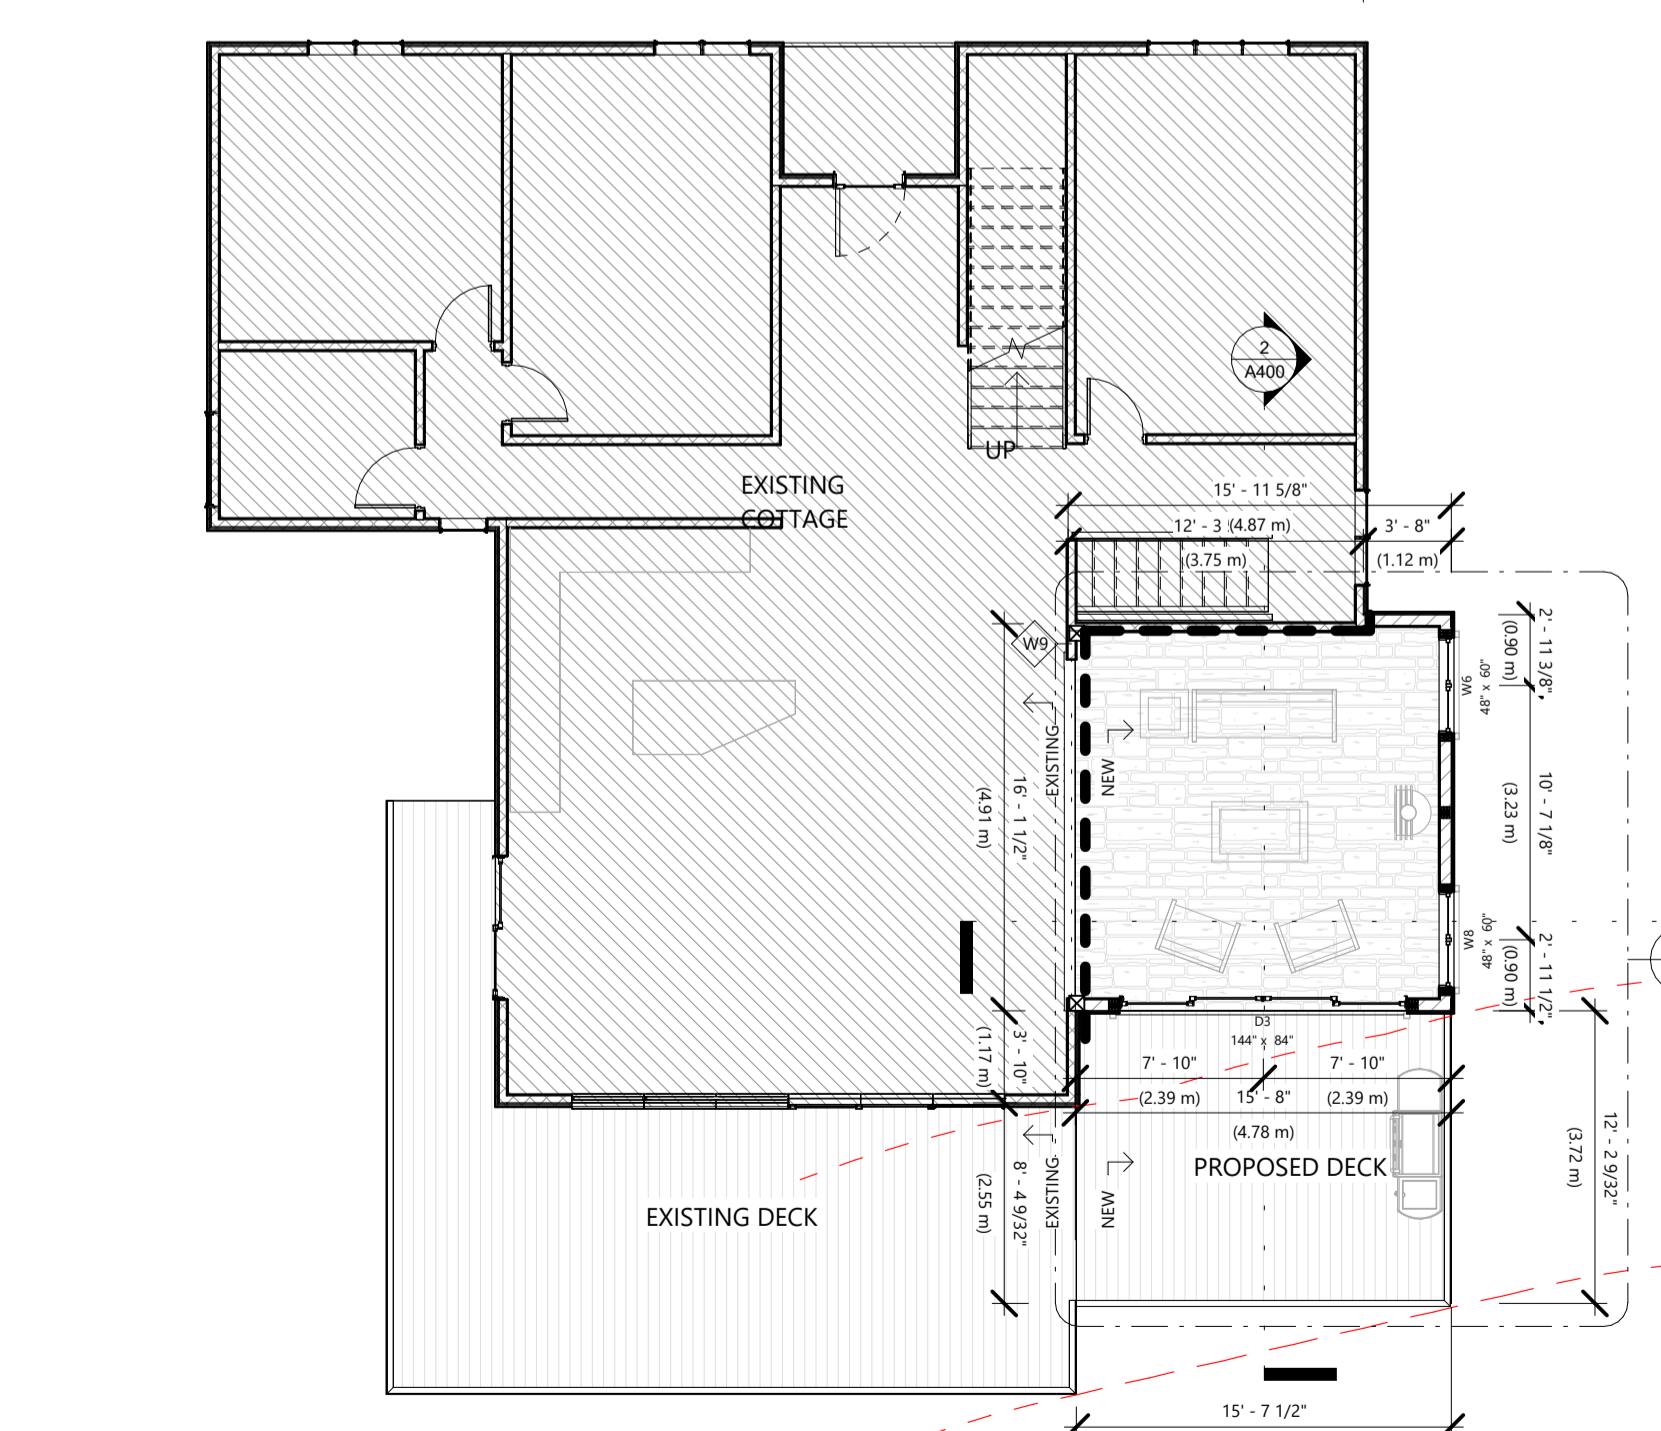 2
A400
UP
EXISTING
COTTAGE
15' - 11 5/8"
(4.87 m)
12' - 3
3' - 8"
(3.75 m)
(1.12 m)
W9
2' - 11 3/8"
(0.90 m)
W6
48" x 60"
EXISTING
NEW
16' - 1 1/2"
(4.91 m)
10' - 7 1/8"
(3.23 m)
W8
48" x 60"
2' - 11 1/2"
(0.90 m)
D3
144" x 84"
3' - 10"
(1.17 m)
7' - 10"
7' - 10"
(2.39 m)
15' - 8"
(2.39 m)
(4.78 m)
PROPOSED DECK
12' - 2 9/32"
(3.72 m)
EXISTING
NEW
8' - 4 9/32"
(2.55 m)
EXISTING DECK
15' - 7 1/2"